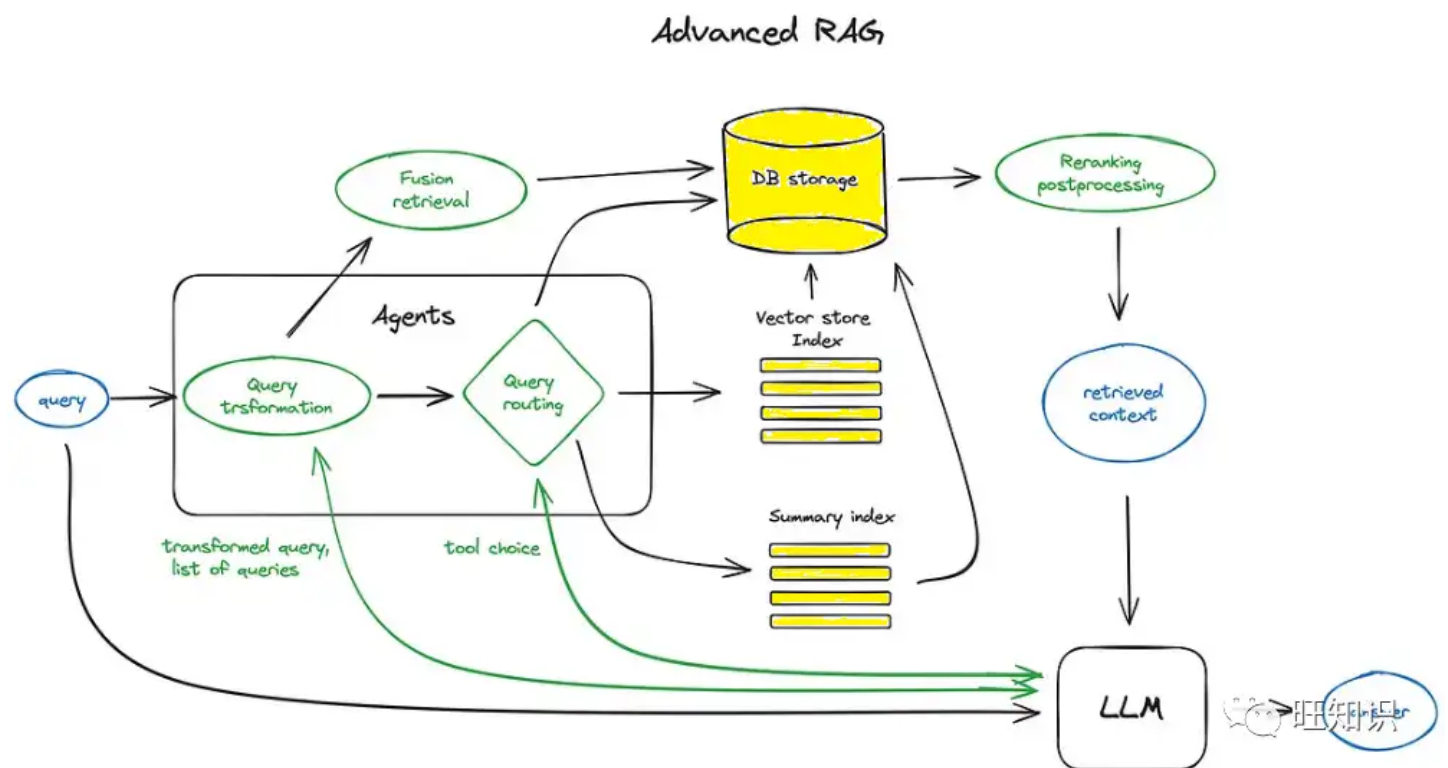 Advanced RAG
Fusion
retrieval
DB storage
Reranking
postprocessing
Agents
Vector store
Index
query
Query
trsformation
Query
routing
retrieved
context
Summary index
transformed query,
list of queries
tool choice
LLM
旺知识